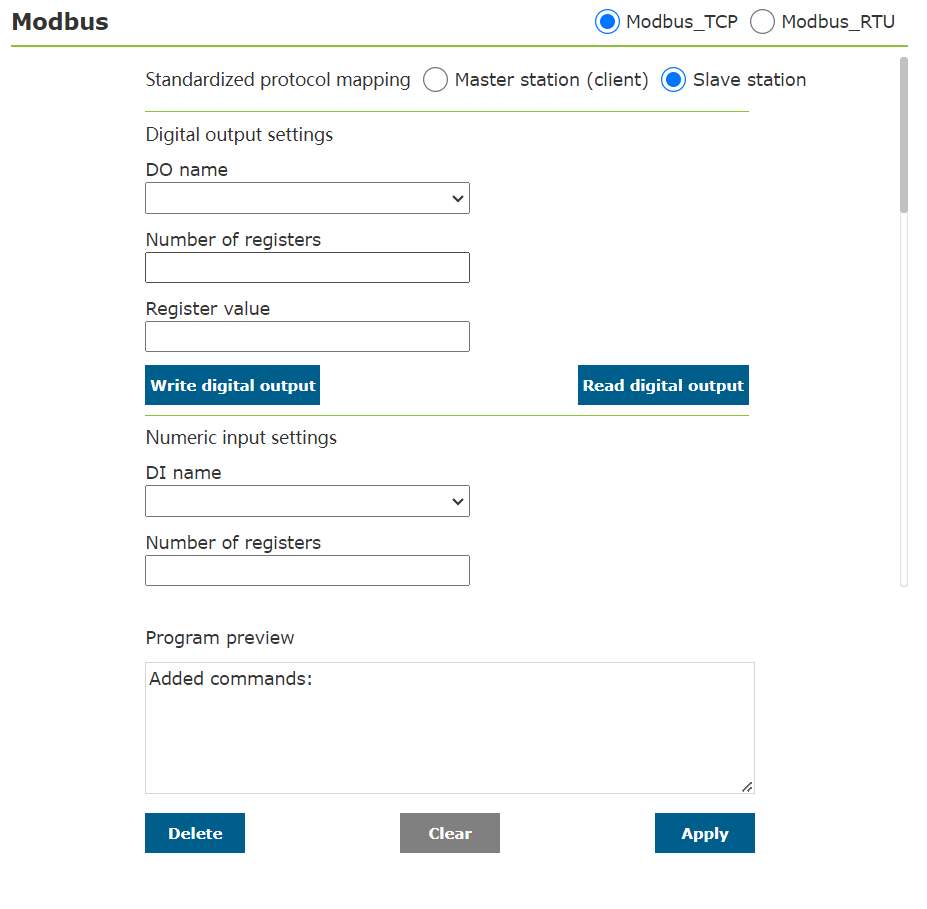 Modbus
Modbus_TCP Modbus_RTU
Standardized protocol mapping Master station (client) Slave station
Digital output settings
DO name
Number of registers
Register value
Write digital output Read digital output
Numeric input settings
DI name
Number of registers
Program preview
Added commands:
Delete Clear Apply